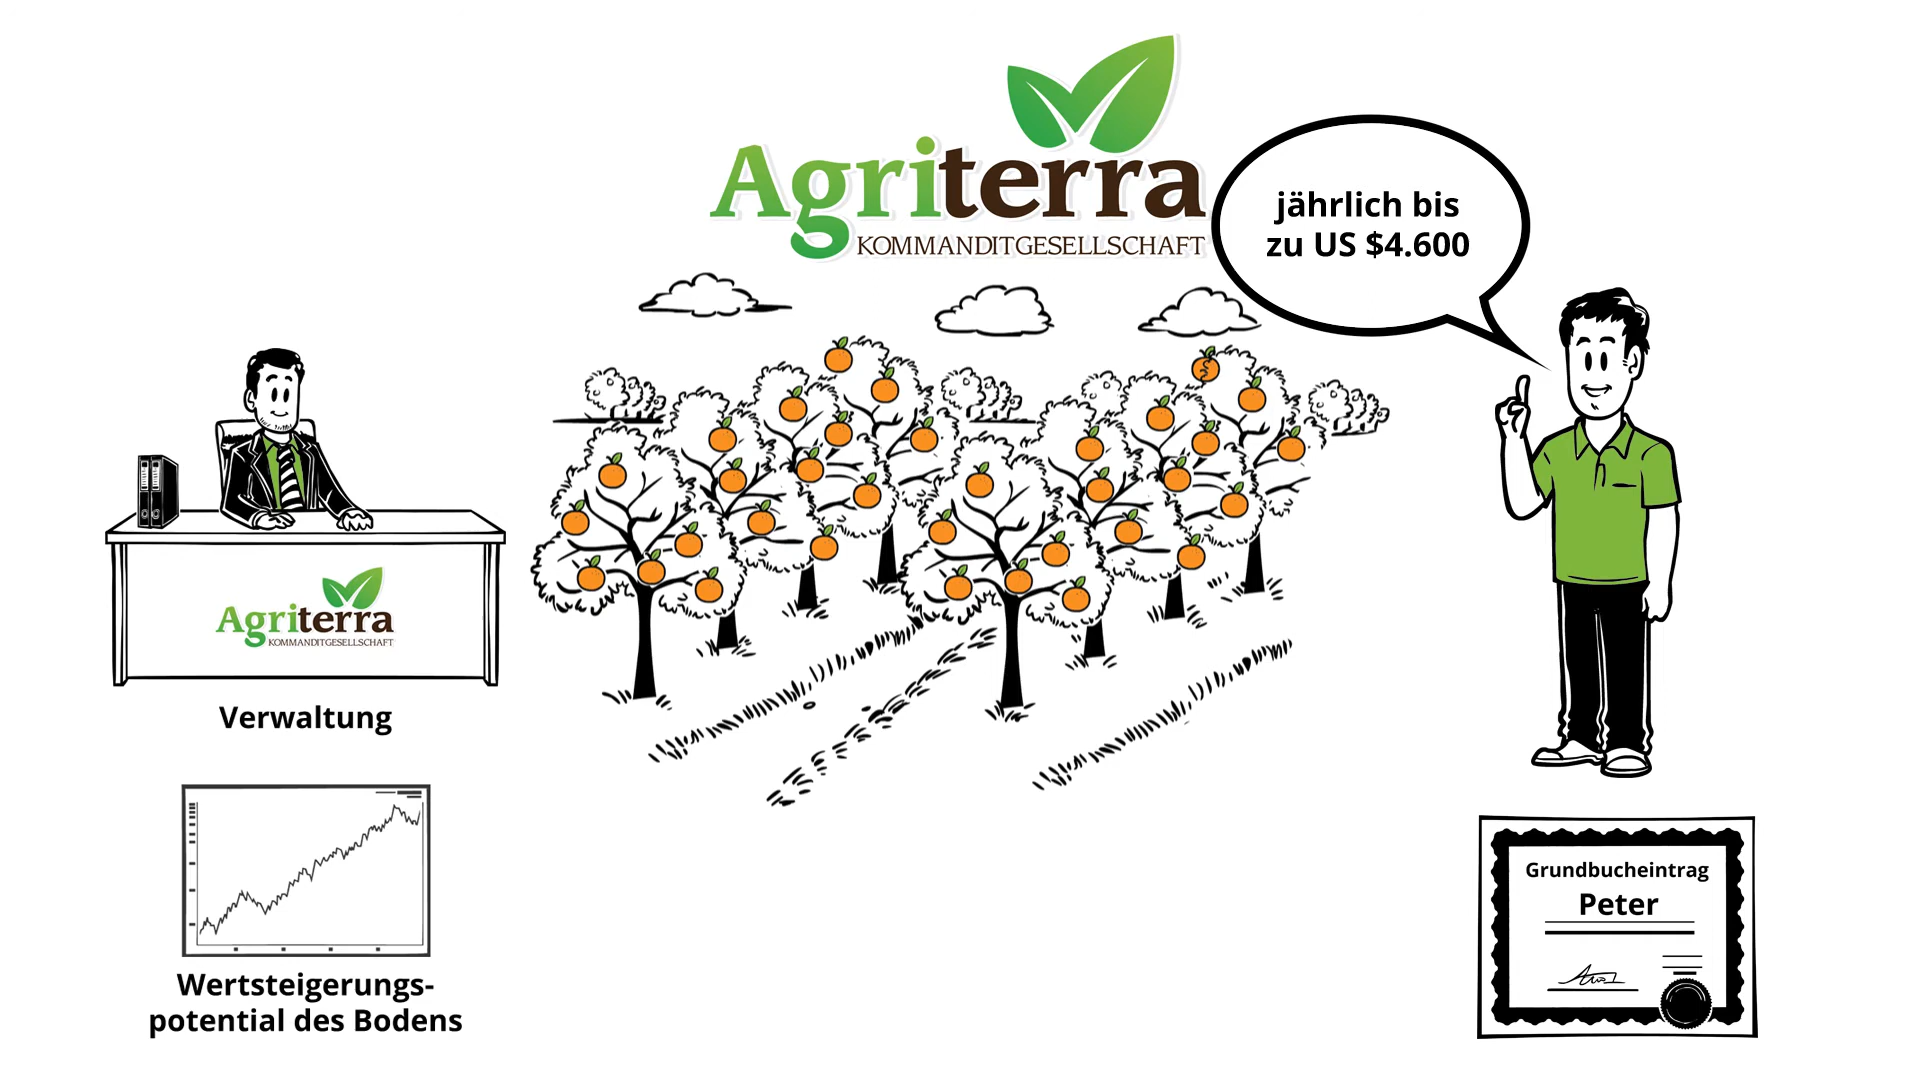 Agriterra
KOMMANDITGESELLSCHAFT
jährlich bis
zu US $4.600
Agriterra
KOMMANDITGESELLSCHAFT
Verwaltung
Wertsteigerungs-
potential des Bodens
Grundbucheintrag
Peter